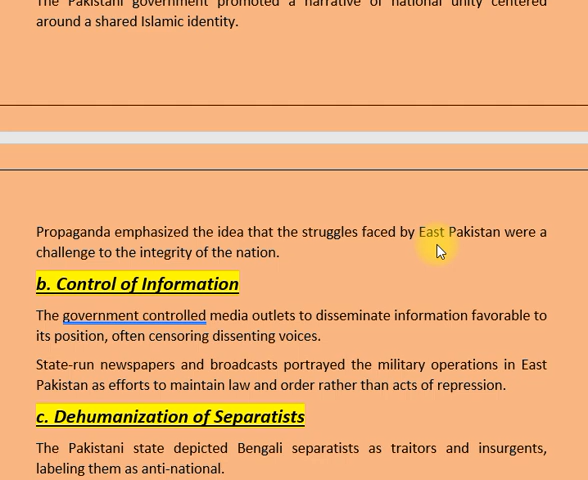 The Pakistani government promoted a narrative of national unity centered
around a shared Islamic identity.
Propaganda emphasized the idea that the struggles faced by East Pakistan were a
challenge to the integrity of the nation.
b. Control of Information
The government controlled media outlets to disseminate information favorable to
its position, often censoring dissenting voices.
State-run newspapers and broadcasts portrayed the military operations in East
Pakistan as efforts to maintain law and order rather than acts of repression.
c. Dehumanization of Separatists
The Pakistani state depicted Bengali separatists as traitors and insurgents,
labeling them as anti-national.